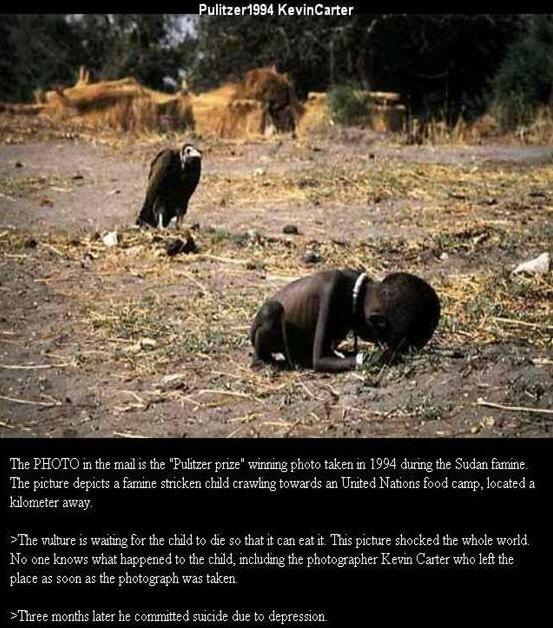 Pulitzer1994 KevinCarter
The PHOTO in the mail is the "Pulitzer prize" winning photo taken in 1994 during the Sudan famine.
The picture depicts a famine stricken child crawling towards an United Nations food camp, located a
kilometer away.
>The vulture is waiting for the child to die so that it can eat it. This picture shocked the whole world.
No one knows what happened to the child, including the photographer Kevin Carter who left the
place as soon as the photograph was taken.
>Three months later he committed suicide due to depression.